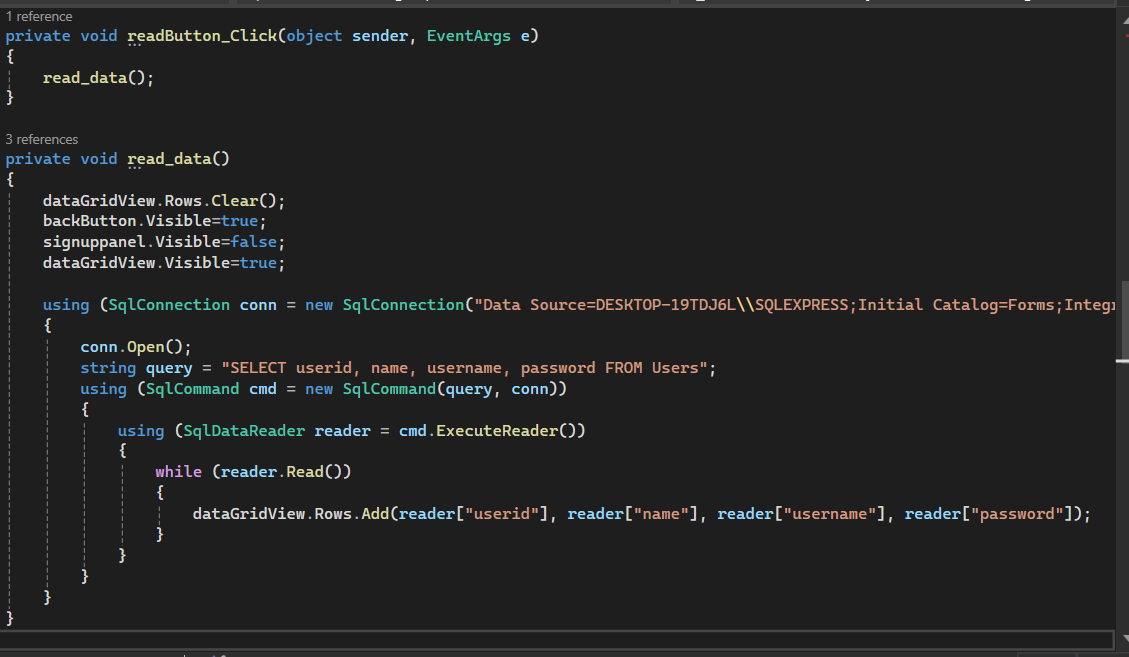 1 reference
private void readButton_Click(object sender, EventArgs e)
{
read_data();
}
3 references
private void read_data()
{
dataGridView.Rows.Clear();
backButton.Visible=true;
signuppanel.Visible=false;
dataGridView.Visible=true;
using (SqlConnection conn = new SqlConnection("Data Source=DESKTOP-19TDJ6L\\SQLEXPRESS;Initial Catalog=Forms;Integr
{
conn.Open();
string query = "SELECT userid, name, username, password FROM Users";
using (SqlCommand cmd = new SqlCommand(query, conn))
{
using (SqlDataReader reader = cmd.ExecuteReader())
{
while (reader.Read())
{
dataGridView.Rows.Add(reader["userid"], reader["name"], reader["username"], reader["password"]);
}
}
}
}
}